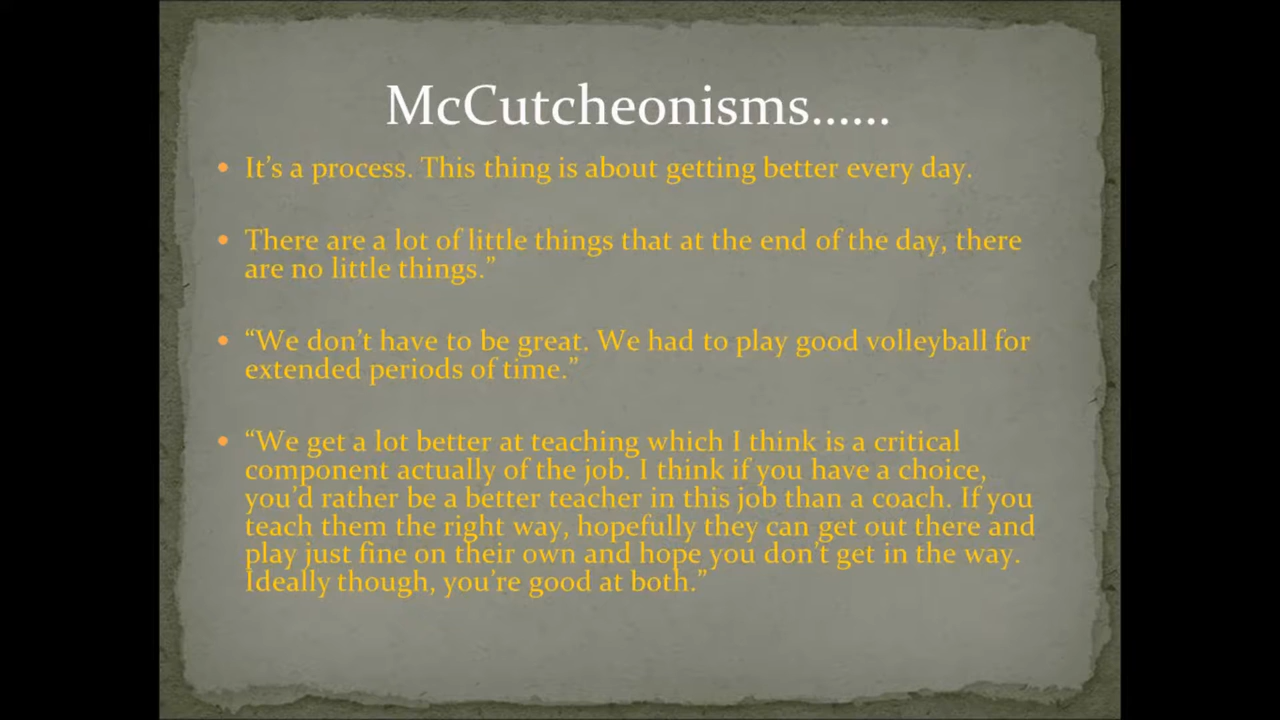 McCutcheonisms......
• It's a process. This thing is about getting better every day.
• There are a lot of little things that at the end of the day, there
are no little things.”
• “We don't have to be great. We had to play good volleyball for
extended periods of time.”
• “We get a lot better at teaching which I think is a critical
component actually of the job. I think if you have a choice,
you'd rather be a better teacher in this job than a coach. If you
teach them the right way, hopefully they can get out there and
play just fine on their own and hope you don't get in the way.
Ideally though, you're good at both.”